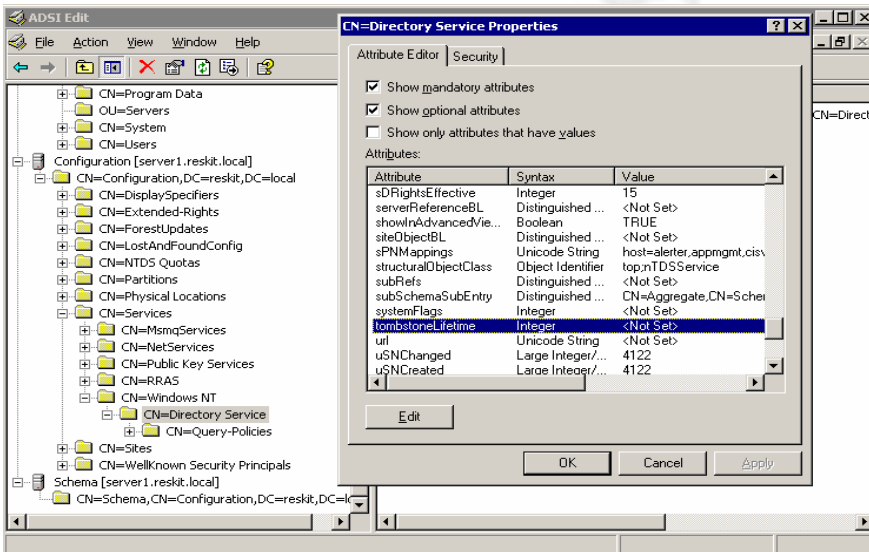 ADSI Edit
File Action View Window Help
CN=Program Data
OU=Servers
CN=System
CN=Users
Configuration [server1.reskit.local]
CN=Configuration,DC=reskit,DC=local
CN=DisplaySpecifiers
CN=Extended-Rights
CN=ForestUpdates
CN=LostAndFoundConfig
CN=NTDS Quotas
CN=Partitions
CN=Physical Locations
CN=Services
CN=MsmqServices
CN=NetServices
CN=Public Key Services
CN=RRAS
CN=Windows NT
CN=Directory Service
CN=Query-Policies
CN=Sites
CN=WellKnown Security Principals
Schema [server1.reskit.local]
CN=Schema,CN=Configuration,DC=reskit,DC=lo
CN=Directory Service Properties
Attribute Editor Security
Show mandatory attributes
Show optional attributes
Show only attributes that have values
Attributes:
Attribute Syntax Value
sDRightsEffective Integer 15
serverReferenceBL Distinguished ... <Not Set>
showInAdvancedVie... Boolean TRUE
siteObjectBL Distinguished ... <Not Set>
sPNMappings Unicode String host=alerter,appmgmt,cisv
structuralObjectClass Object Identifier top;nTDSService
subRefs Distinguished ... <Not Set>
subSchemaSubEntry Distinguished ... CN=Aggregate,CN=Scher
systemFlags Integer <Not Set>
tombstoneLifetime Integer <Not Set>
url Unicode String <Not Set>
uSNChanged Large Integer/... 4122
uSNCreated Large Integer/... 4122
Edit
OK Cancel Apply
CN=Direct